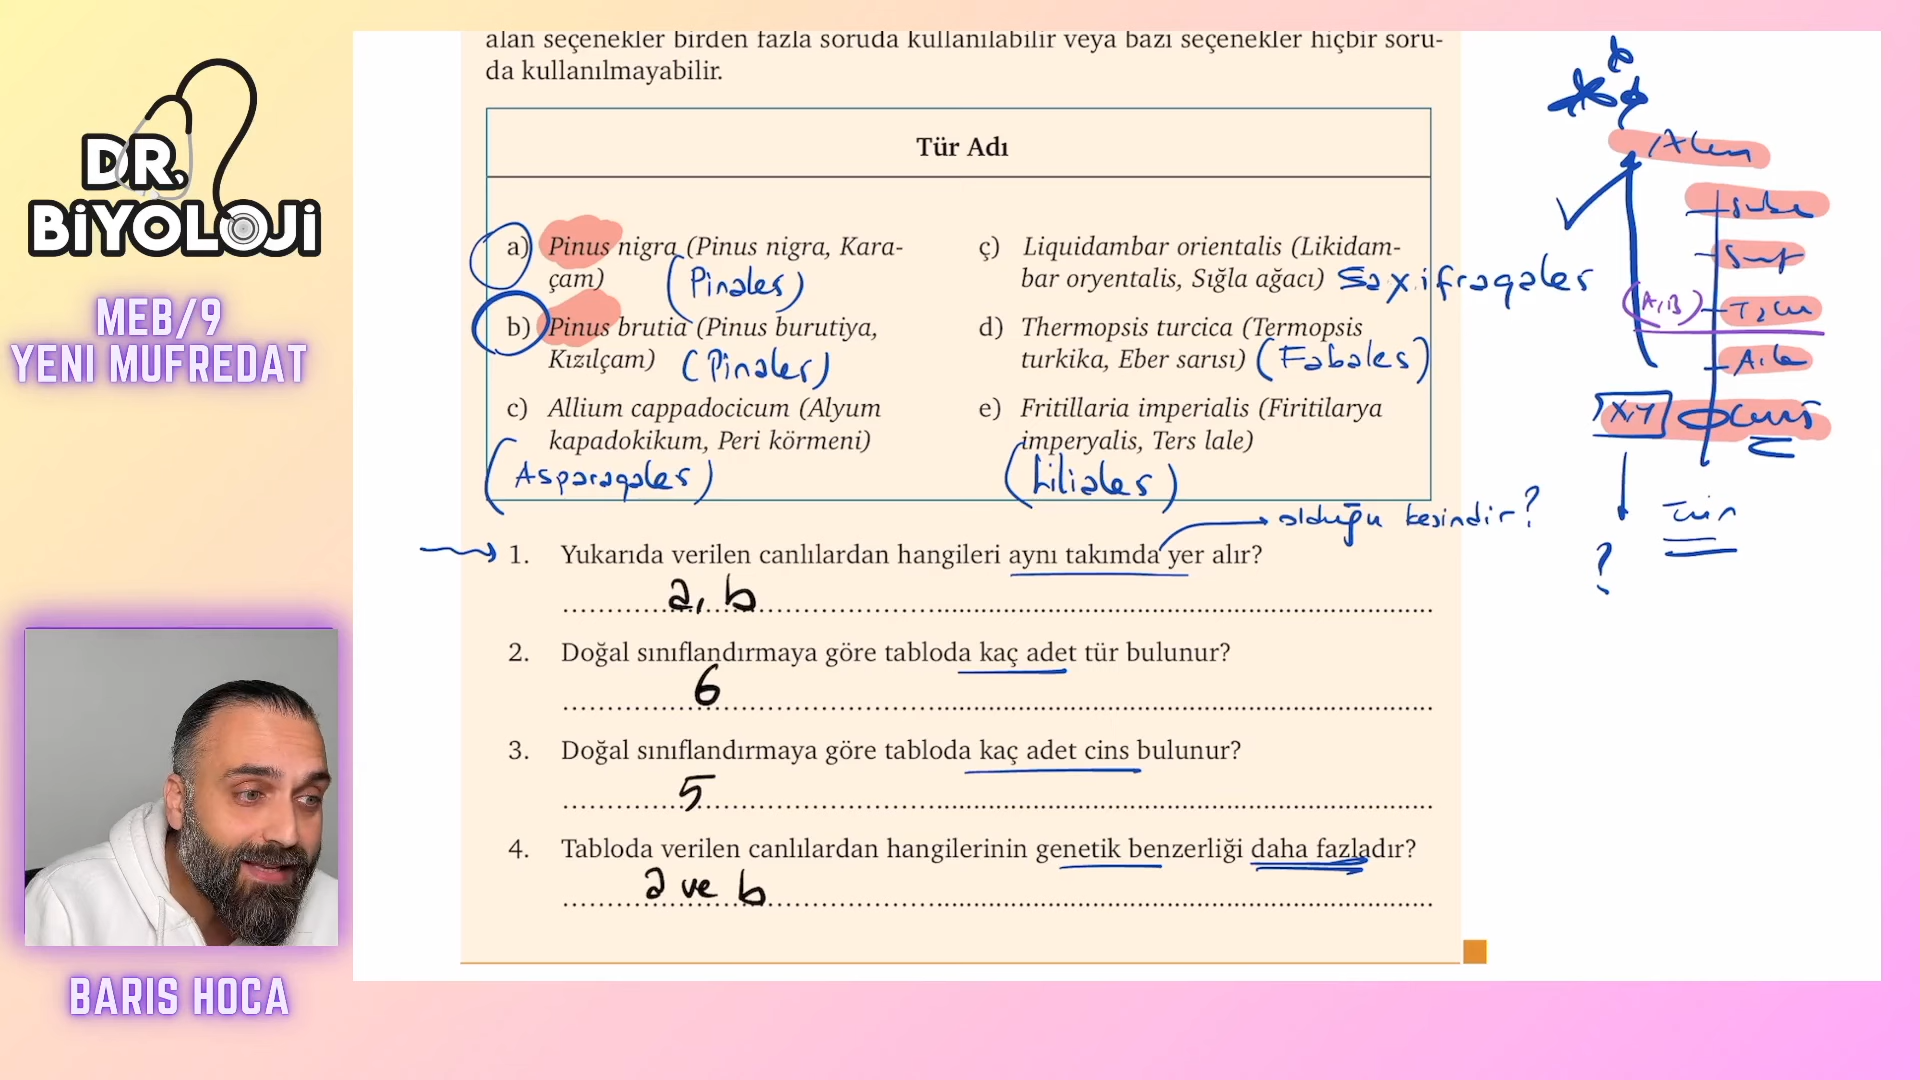 DR.
BiYOLOJi
MEB/9
YENI MUFREDAT
BARIS HOCA
alan seçenekler birden fazla soruda kullanılabilir veya bazı seçenekler hiçbir soru-
da kullanılmayabilir.
Tür Adı
a) Pinus nigra (Pinus nigra, Kara-
çam) (Pinales)
b) Pinus brutia (Pinus burutiya,
Kızılçam) (Pinales)
c) Allium cappadocicum (Alyum
kapadokikum, Peri körmeni)
(Asparagales)
ç) Liquidambar orientalis (Likidam-
bar oryentalis, Sığla ağacı) Saxifragales
d) Thermopsis turcica (Termopsis
turkika, Eber sarısı) (Fabales)
e) Fritillaria imperialis (Firitilarya
imperyalis, Ters lale)
(Liliales)
olduğu kesindir?
1. Yukarıda verilen canlılardan hangileri aynı takımda yer alır?
a, b
2. Doğal sınıflandırmaya göre tabloda kaç adet tür bulunur?
6
3. Doğal sınıflandırmaya göre tabloda kaç adet cins bulunur?
5
4. Tabloda verilen canlılardan hangilerinin genetik benzerliği daha fazladır?
a ve b
Alem
Şube
Sınıf
(A,B) Takım
Aile
X,Y Cins
Tür
?